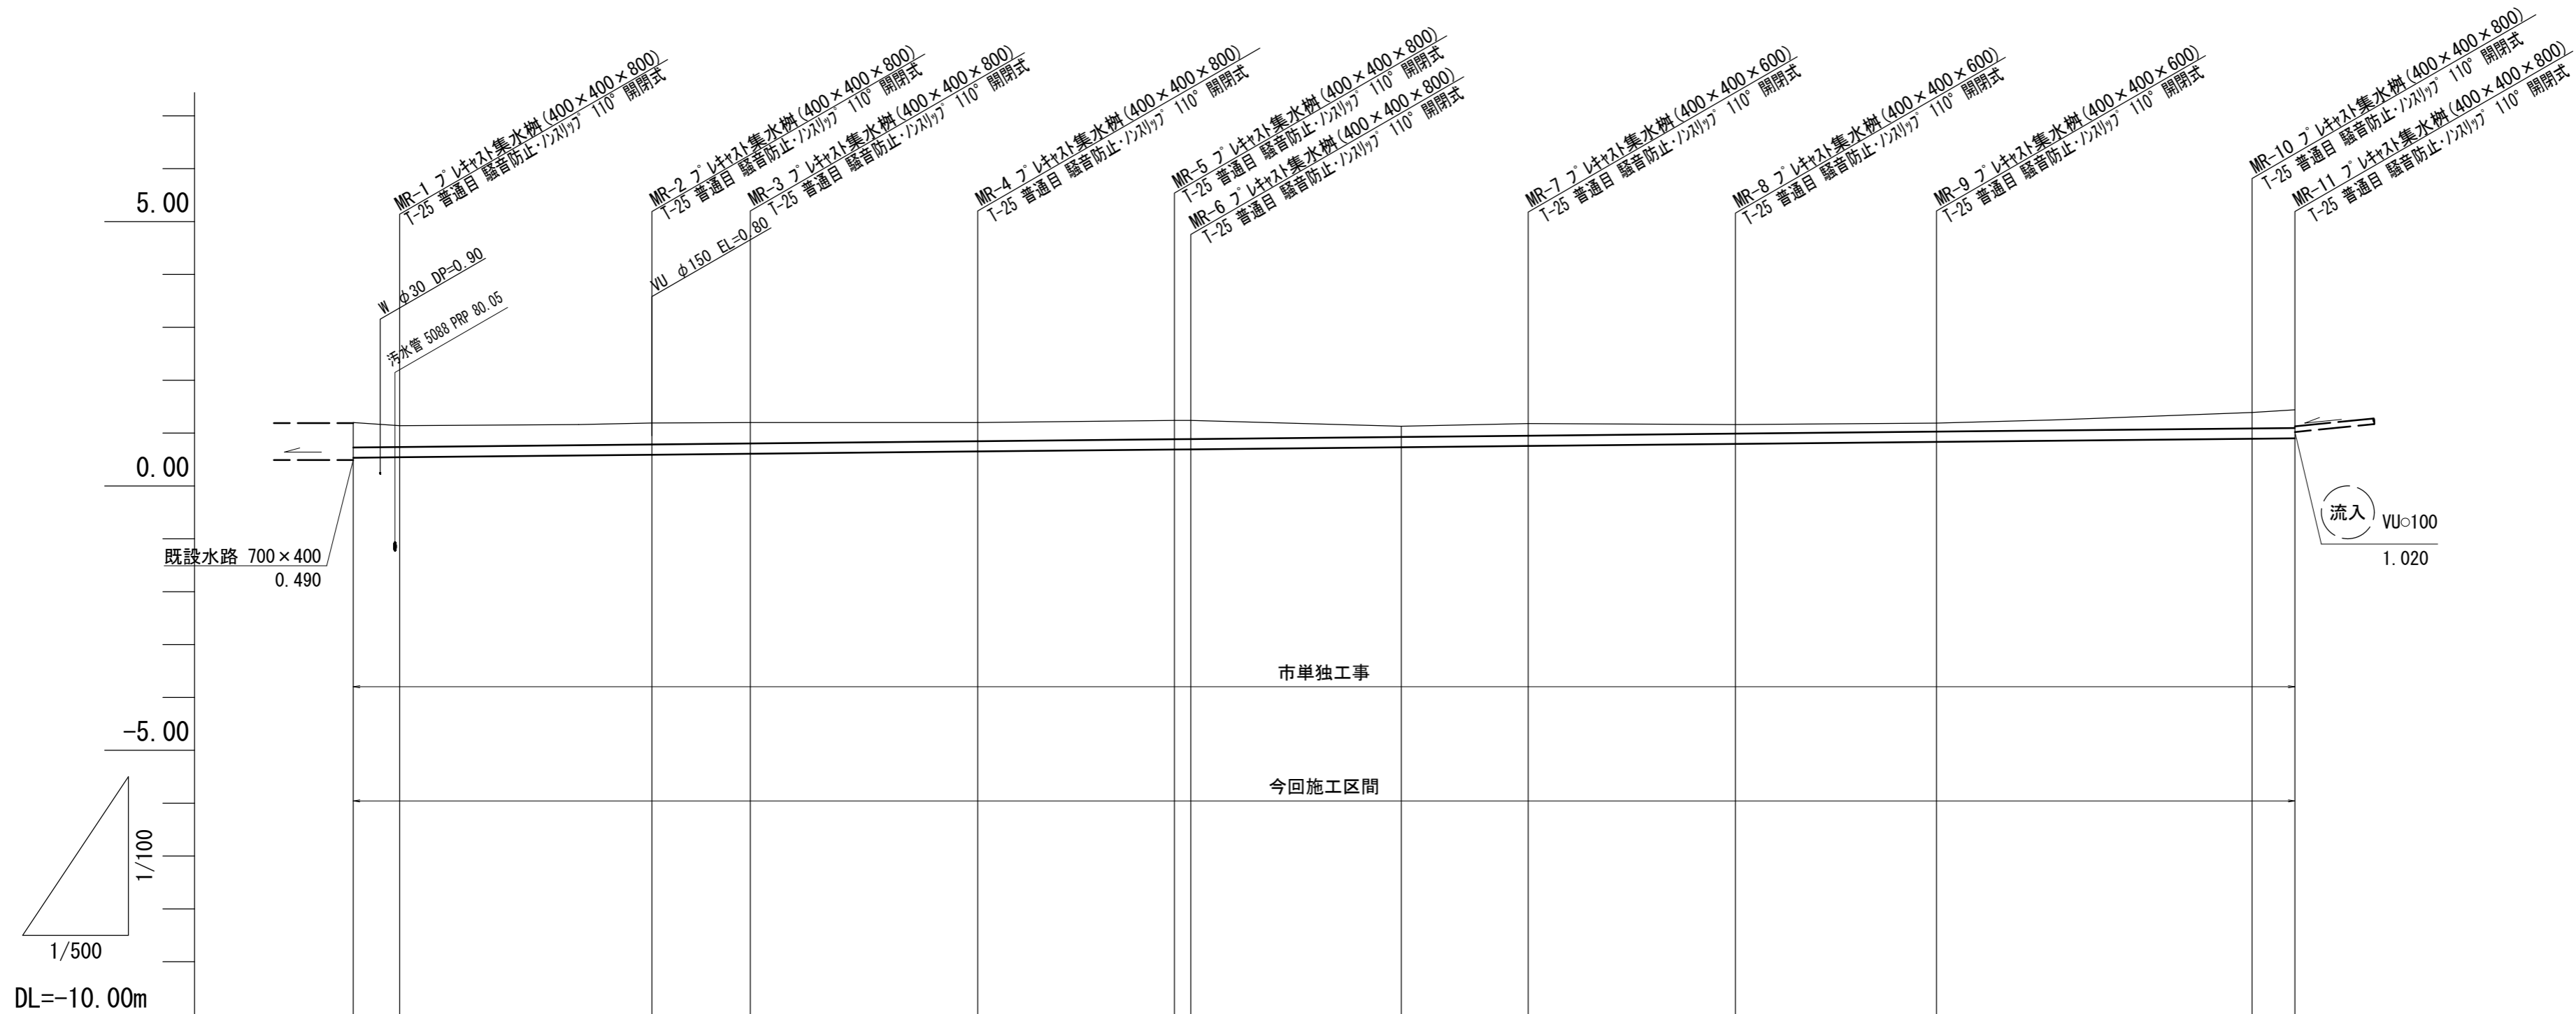 MR-1 プレキャスト集水桝(400×400×800)
T-25 普通目 騒音防止･ノンスリップ 110° 開閉式
MR-2 プレキャスト集水桝(400×400×800)
T-25 普通目 騒音防止･ノンスリップ 110° 開閉式
MR-3 プレキャスト集水桝(400×400×800)
T-25 普通目 騒音防止･ノンスリップ 110° 開閉式
MR-4 プレキャスト集水桝(400×400×800)
T-25 普通目 騒音防止･ノンスリップ 110° 開閉式
MR-5 プレキャスト集水桝(400×400×800)
T-25 普通目 騒音防止･ノンスリップ 110° 開閉式
MR-6 プレキャスト集水桝(400×400×800)
T-25 普通目 騒音防止･ノンスリップ 110° 開閉式
MR-7 プレキャスト集水桝(400×400×600)
T-25 普通目 騒音防止･ノンスリップ 110° 開閉式
MR-8 プレキャスト集水桝(400×400×600)
T-25 普通目 騒音防止･ノンスリップ 110° 開閉式
MR-9 プレキャスト集水桝(400×400×600)
T-25 普通目 騒音防止･ノンスリップ 110° 開閉式
MR-10 プレキャスト集水桝(400×400×800)
T-25 普通目 騒音防止･ノンスリップ 110° 開閉式
MR-11 プレキャスト集水桝(400×400×800)
T-25 普通目 騒音防止･ノンスリップ 110° 開閉式
5.00
W φ30 DP=0.90
汚水管 5088 PRP 80.05
VU φ150 EL=0.80
0.00
既設水路 700×400
0.490
流入
VU○100
1.020
市単独工事
-5.00
今回施工区間
1/100
1/500
DL=-10.00m